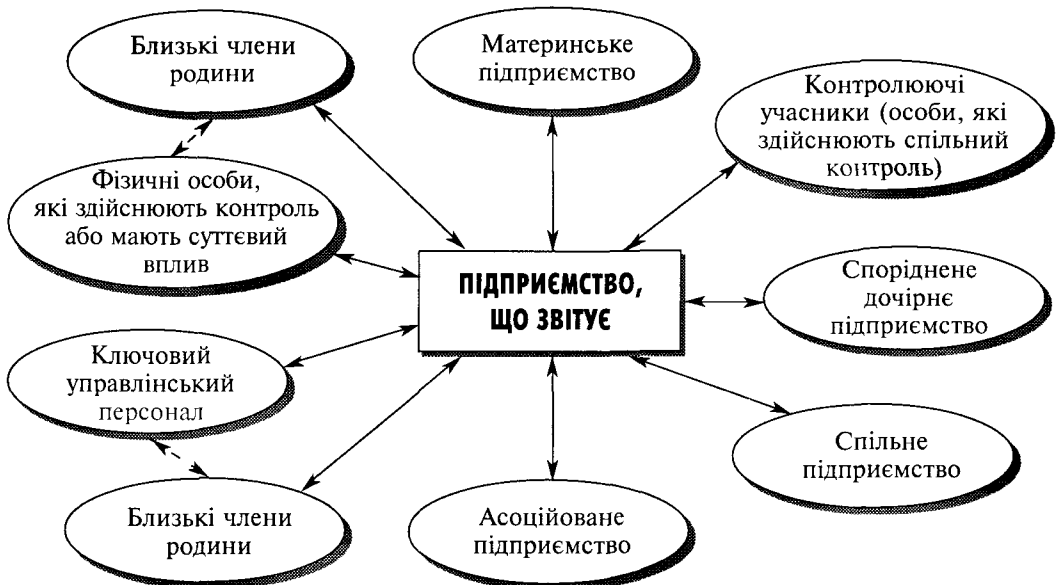 Близькі члени
родини
Материнське
підприємство
Контролюючі
учасники (особи, які
здійснюють спільний
контроль)
Фізичні особи,
які здійснюють контроль
або мають суттєвий
вплив
ПІДПРИЄМСТВО,
ЩО ЗВІТУЄ
Споріднене
дочірнє
підприємство
Ключовий
управлінський
персонал
Спільне
підприємство
Близькі члени
родини
Асоційоване
підприємство